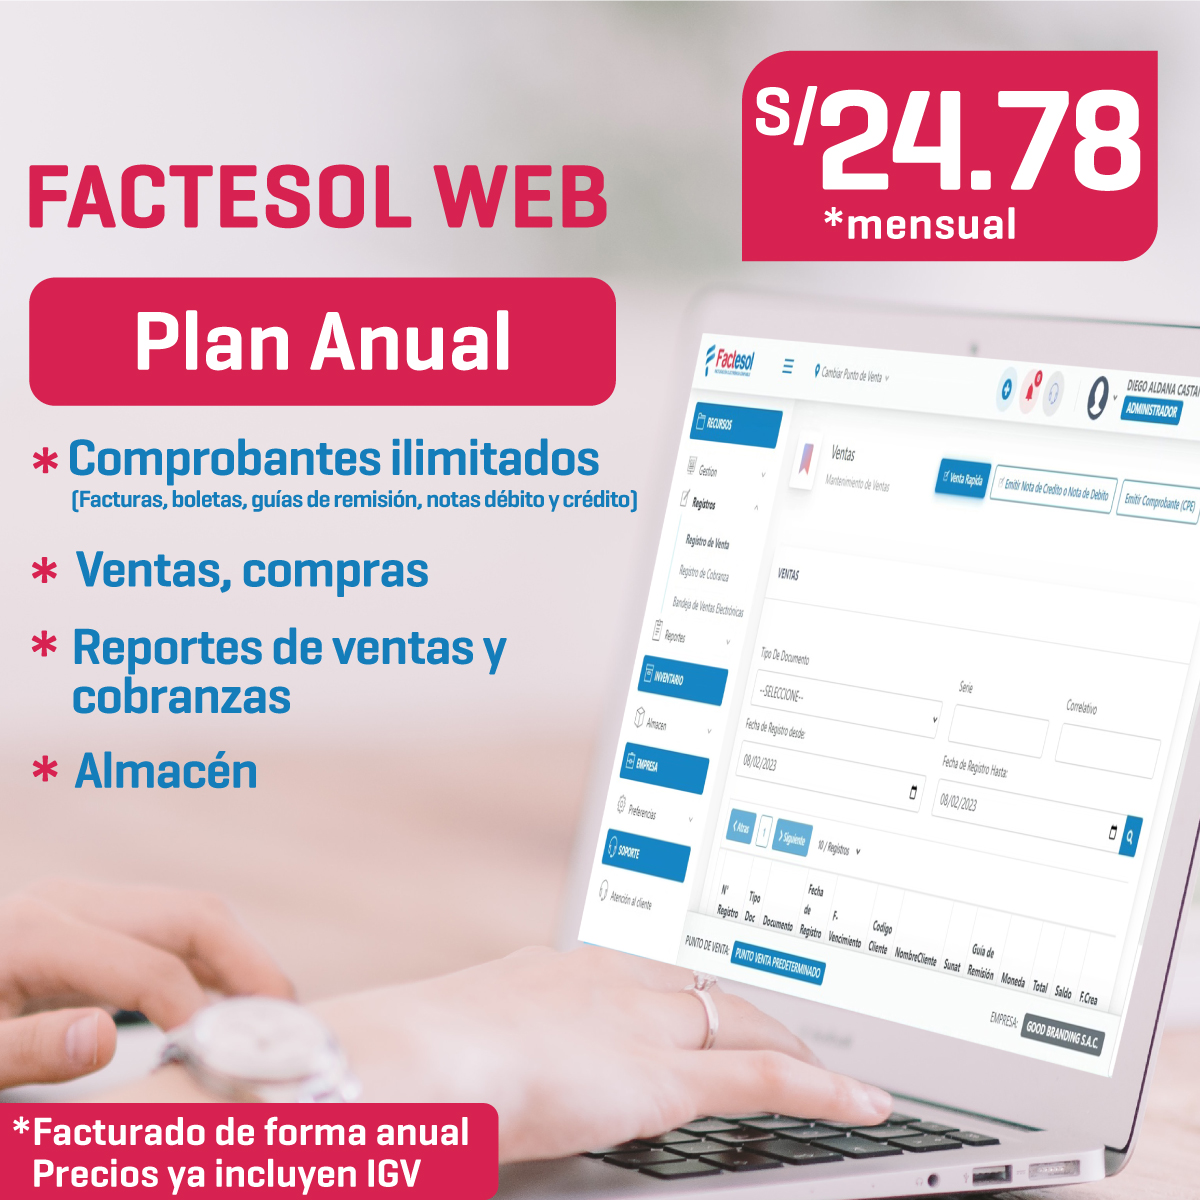 S/24.78
*mensual
FACTESOL WEB
Plan Anual
* Comprobantes ilimitados
(Facturas, boletas, guías de remisión, notas débito y crédito)
* Ventas, compras
* Reportes de ventas y
cobranzas
* Almacén
Factesol
Cambiar Punto de Venta
DIEGO ALDANA CASTA
ADMINISTRADOR
RECURSOS
Gestion
Registros
Registro de Venta
Registro de Cobranza
Bandeja de Ventas Electrónicas
Reportes
INVENTARIO
Almacen
EMPRESA
Preferencias
SOPORTE
Atención al cliente
Ventas
Mantenimiento de Ventas
Venta Rapida
Emitir Nota de Credito o Nota de Debito
Emitir Comprobante (CPE)
VENTAS
Tipo De Documento
--SELECCIONE--
Serie
Correlativo
Fecha de Registro desde:
08/02/2023
Fecha de Registro Hasta:
08/02/2023
Atras
1
Siguiente
10 / Registros
N° Registro
Tipo Doc
Documento
Fecha de Registro
F. Vencimiento
Codigo Cliente
NombreCliente
Sunat
Guía de Remisión
Moneda
Total
Saldo
F.Crea
PUNTO DE VENTA:
PUNTO VENTA PREDETERMINADO
EMPRESA:
GOOD BRANDING S.A.C.
*Facturado de forma anual
Precios ya incluyen IGV